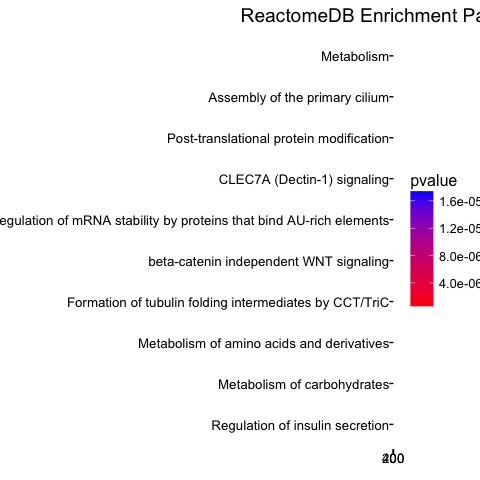 ReactomeDB Enrichment Pa
Metabolism
Assembly of the primary cilium
Post-translational protein modification
CLEC7A (Dectin-1) signaling
egulation of mRNA stability by proteins that bind AU-rich elements
beta-catenin independent WNT signaling
Formation of tubulin folding intermediates by CCT/TriC
Metabolism of amino acids and derivatives
Metabolism of carbohydrates
Regulation of insulin secretion
pvalue
1.6e-05
1.2e-05
8.0e-06
4.0e-06